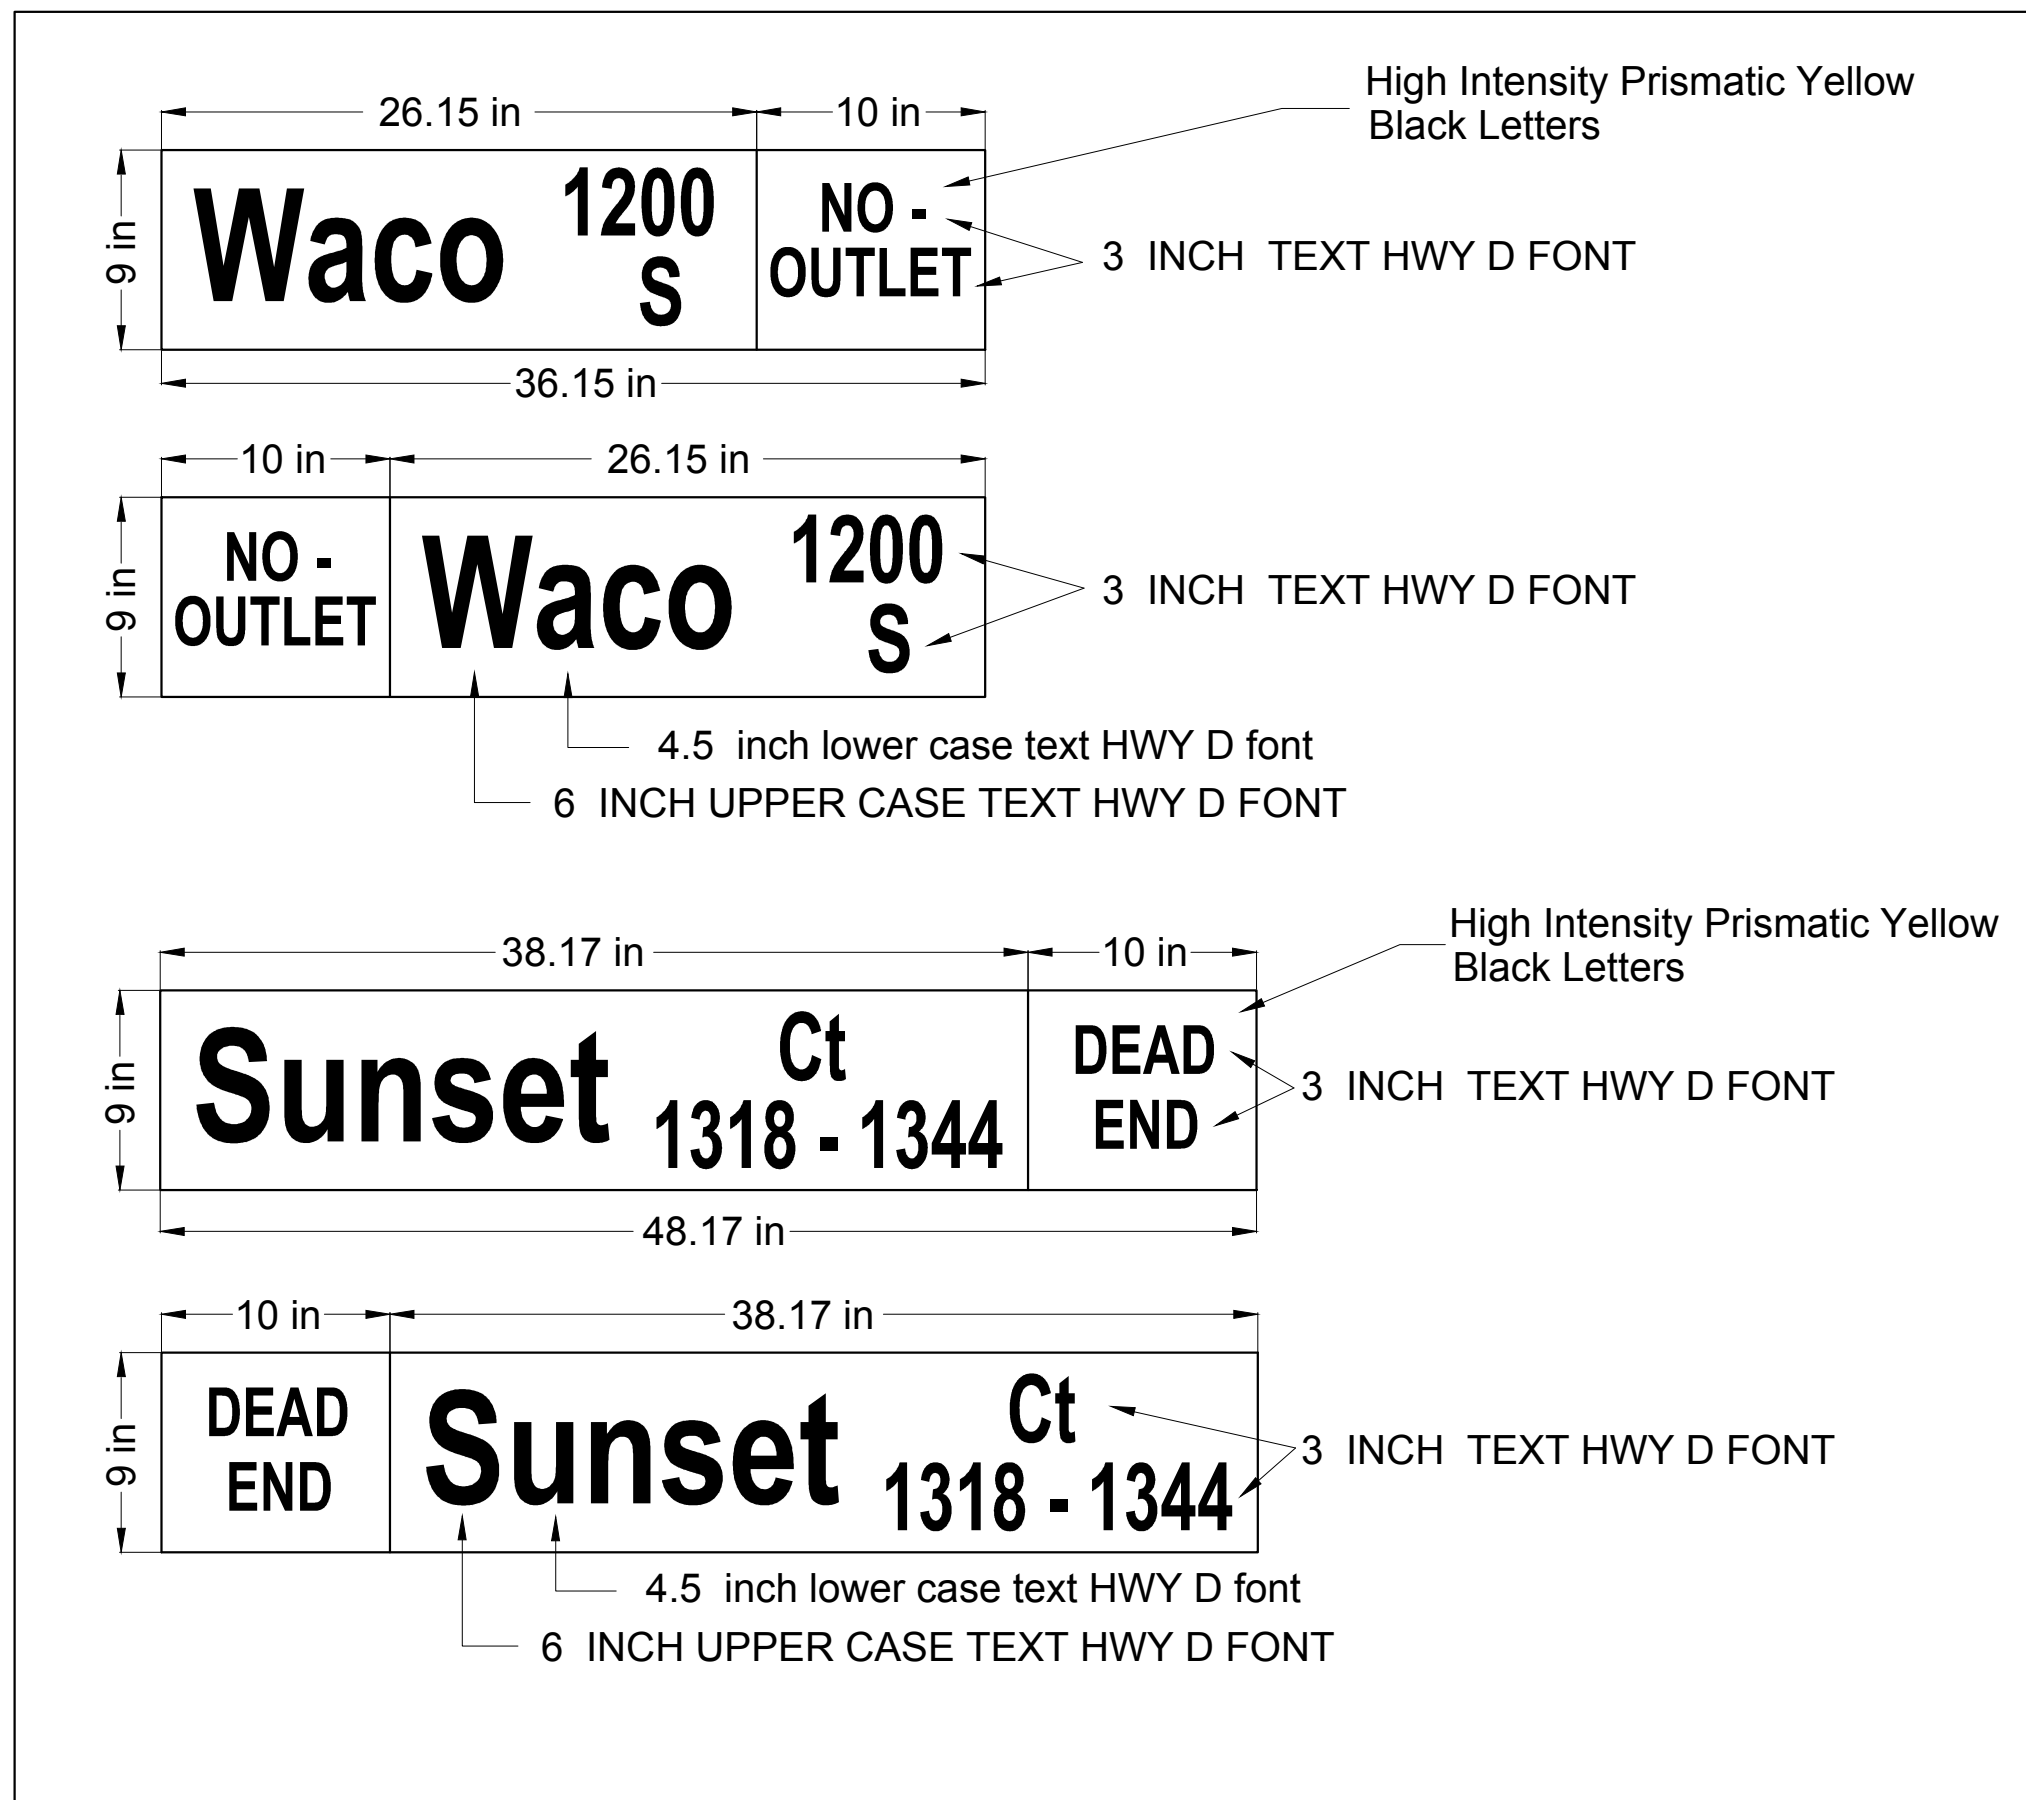 High Intensity Prismatic Yellow
Black Letters
26.15 in
10 in
9 in
Waco
1200
S
NO -
OUTLET
3 INCH TEXT HWY D FONT
36.15 in
10 in
26.15 in
9 in
NO -
OUTLET
Waco
1200
S
3 INCH TEXT HWY D FONT
4.5 inch lower case text HWY D font
6 INCH UPPER CASE TEXT HWY D FONT
High Intensity Prismatic Yellow
Black Letters
38.17 in
10 in
9 in
Sunset
Ct
1318 - 1344
DEAD
END
3 INCH TEXT HWY D FONT
48.17 in
10 in
38.17 in
9 in
DEAD
END
Sunset
Ct
1318 - 1344
3 INCH TEXT HWY D FONT
4.5 inch lower case text HWY D font
6 INCH UPPER CASE TEXT HWY D FONT